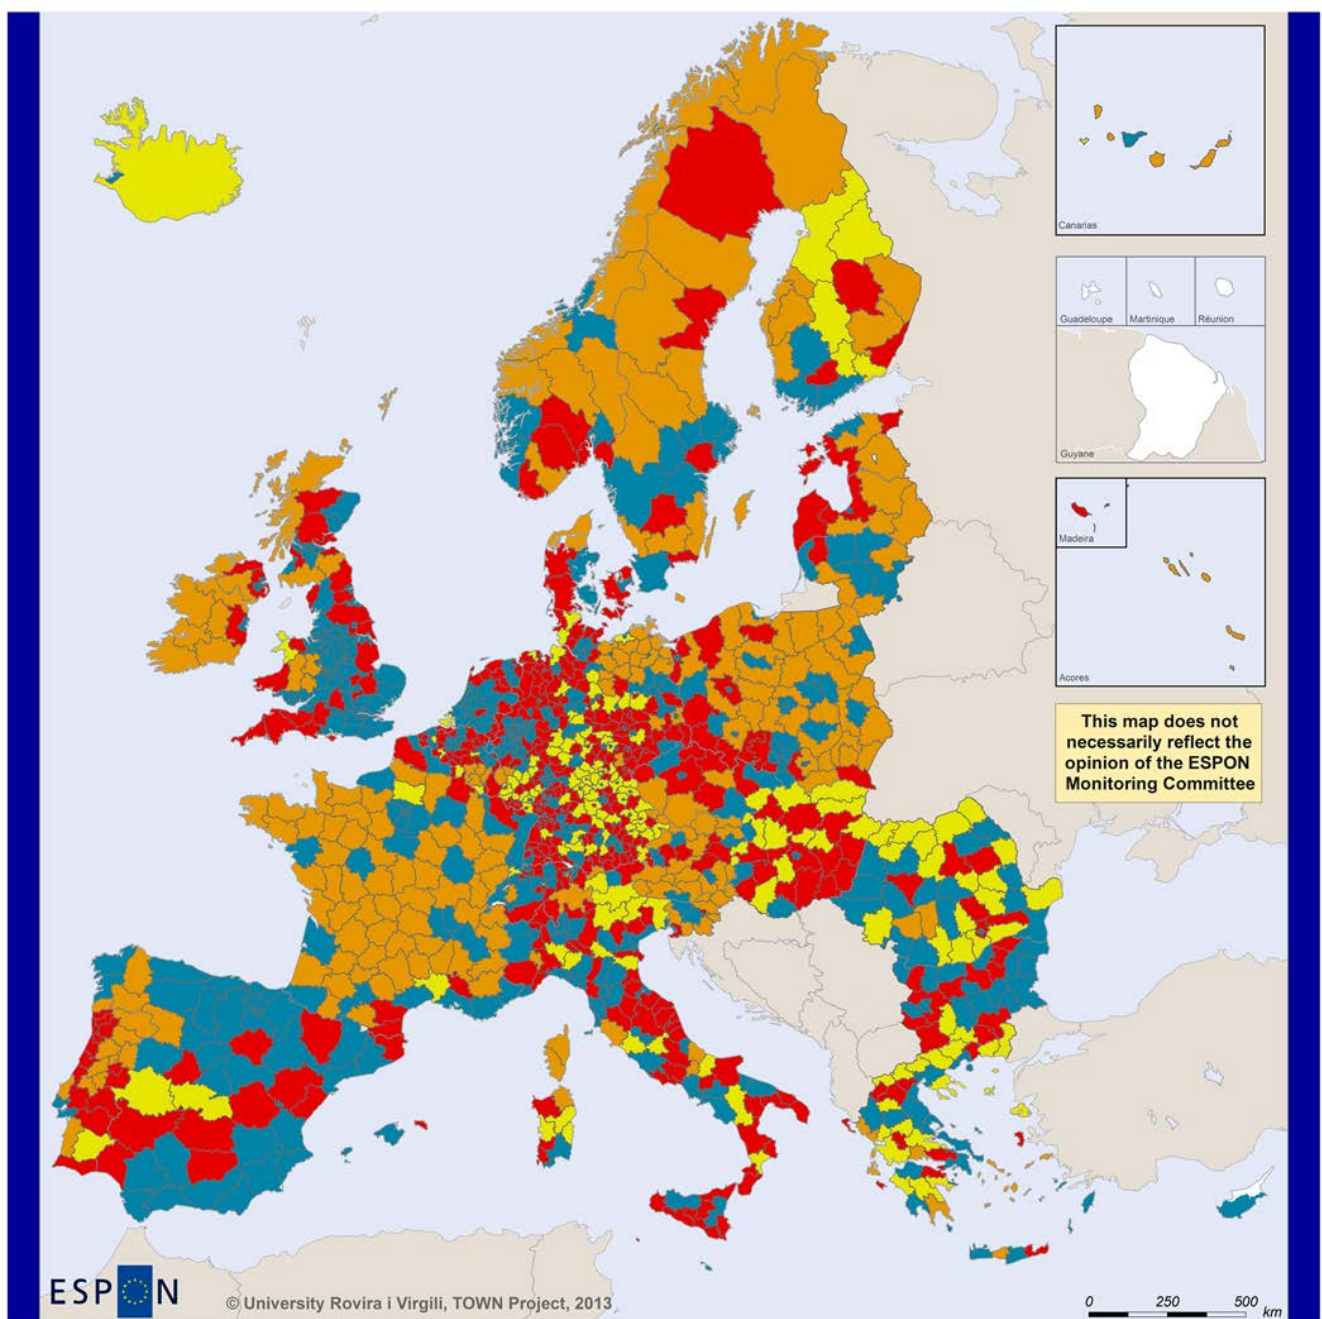 Canarias
Guadeloupe
Martinique
Réunion
Guyane
Madeira
Acores
This map does not
necessarily reflect the
opinion of the ESPON
Monitoring Committee
ESPON
© University Rovira i Virgili, TOWN Project, 2013
0 250 500
km